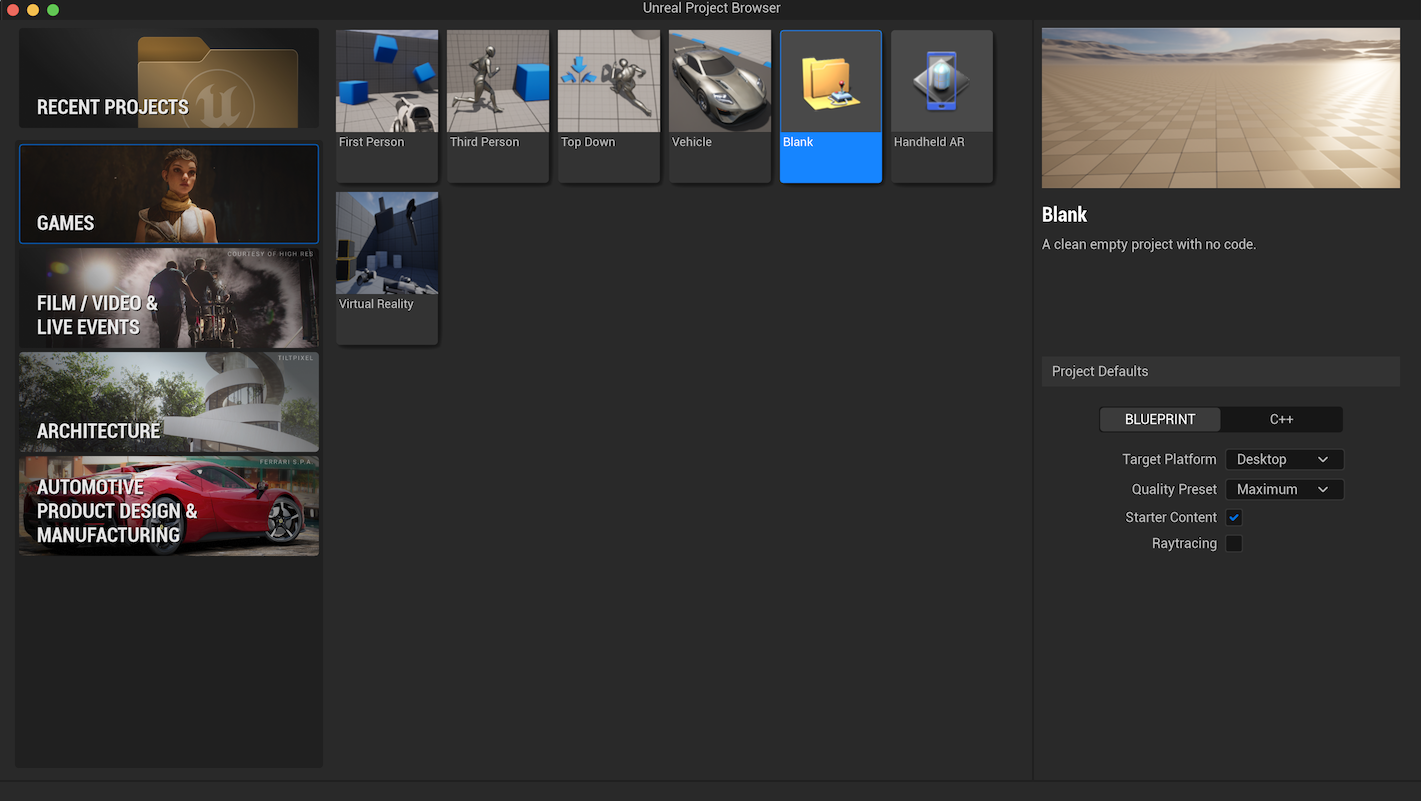 Unreal Project Browser
RECENT PROJECTS
GAMES
COURTESY OF HIGH RES
FILM / VIDEO &
LIVE EVENTS
TILTPIXEL
ARCHITECTURE
FERRARI S.P.A.
AUTOMOTIVE
PRODUCT DESIGN &
MANUFACTURING
First Person
Third Person
Top Down
Vehicle
Blank
Handheld AR
Virtual Reality
Blank
A clean empty project with no code.
Project Defaults
BLUEPRINT
C++
Target Platform
Desktop
Quality Preset
Maximum
Starter Content
Raytracing